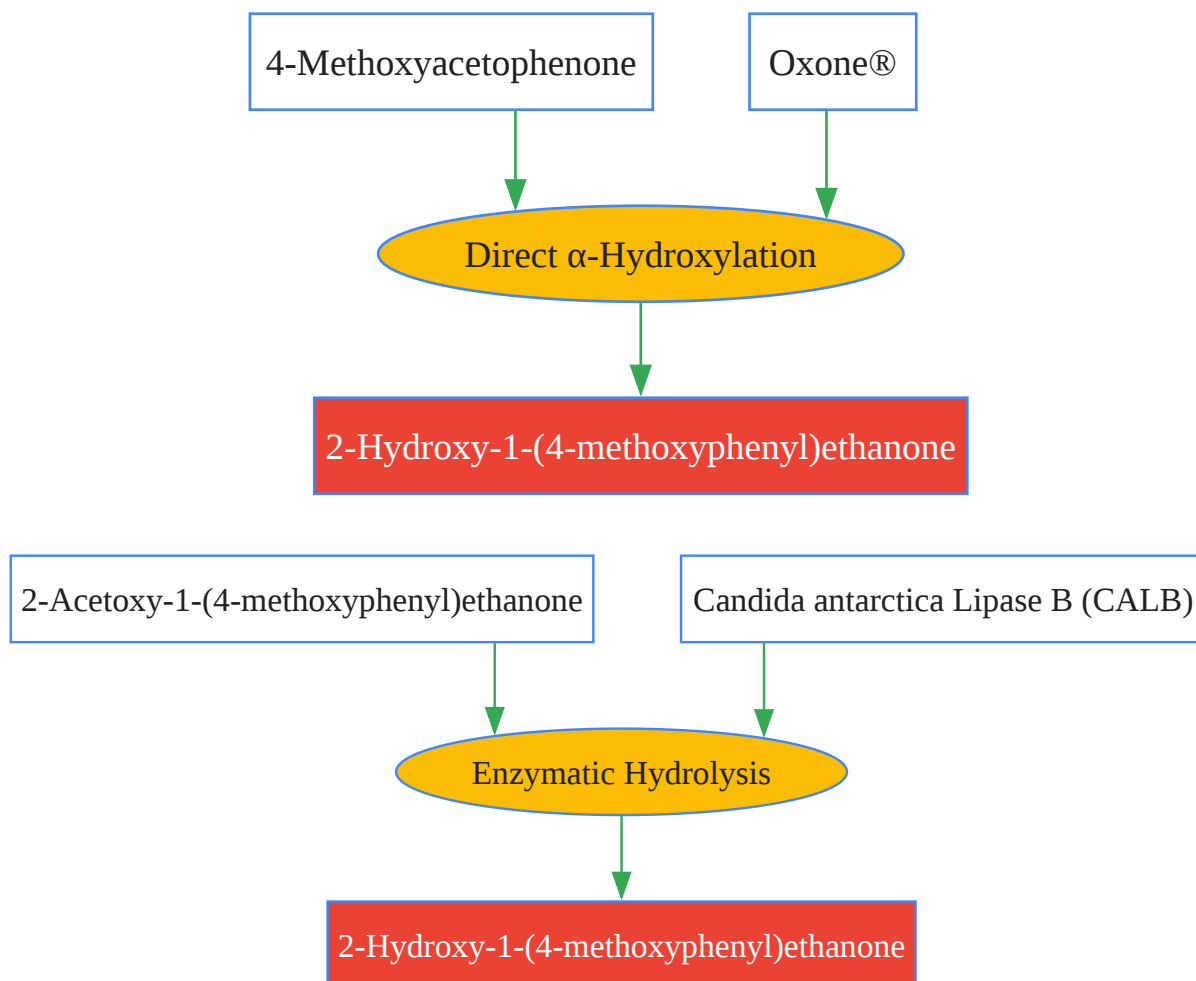 4-Methoxyacetophenone
Oxone®
Direct α-Hydroxylation
2-Hydroxy-1-(4-methoxyphenyl)ethanone
2-Acetoxy-1-(4-methoxyphenyl)ethanone
Candida antarctica Lipase B (CALB)
Enzymatic Hydrolysis
2-Hydroxy-1-(4-methoxyphenyl)ethanone